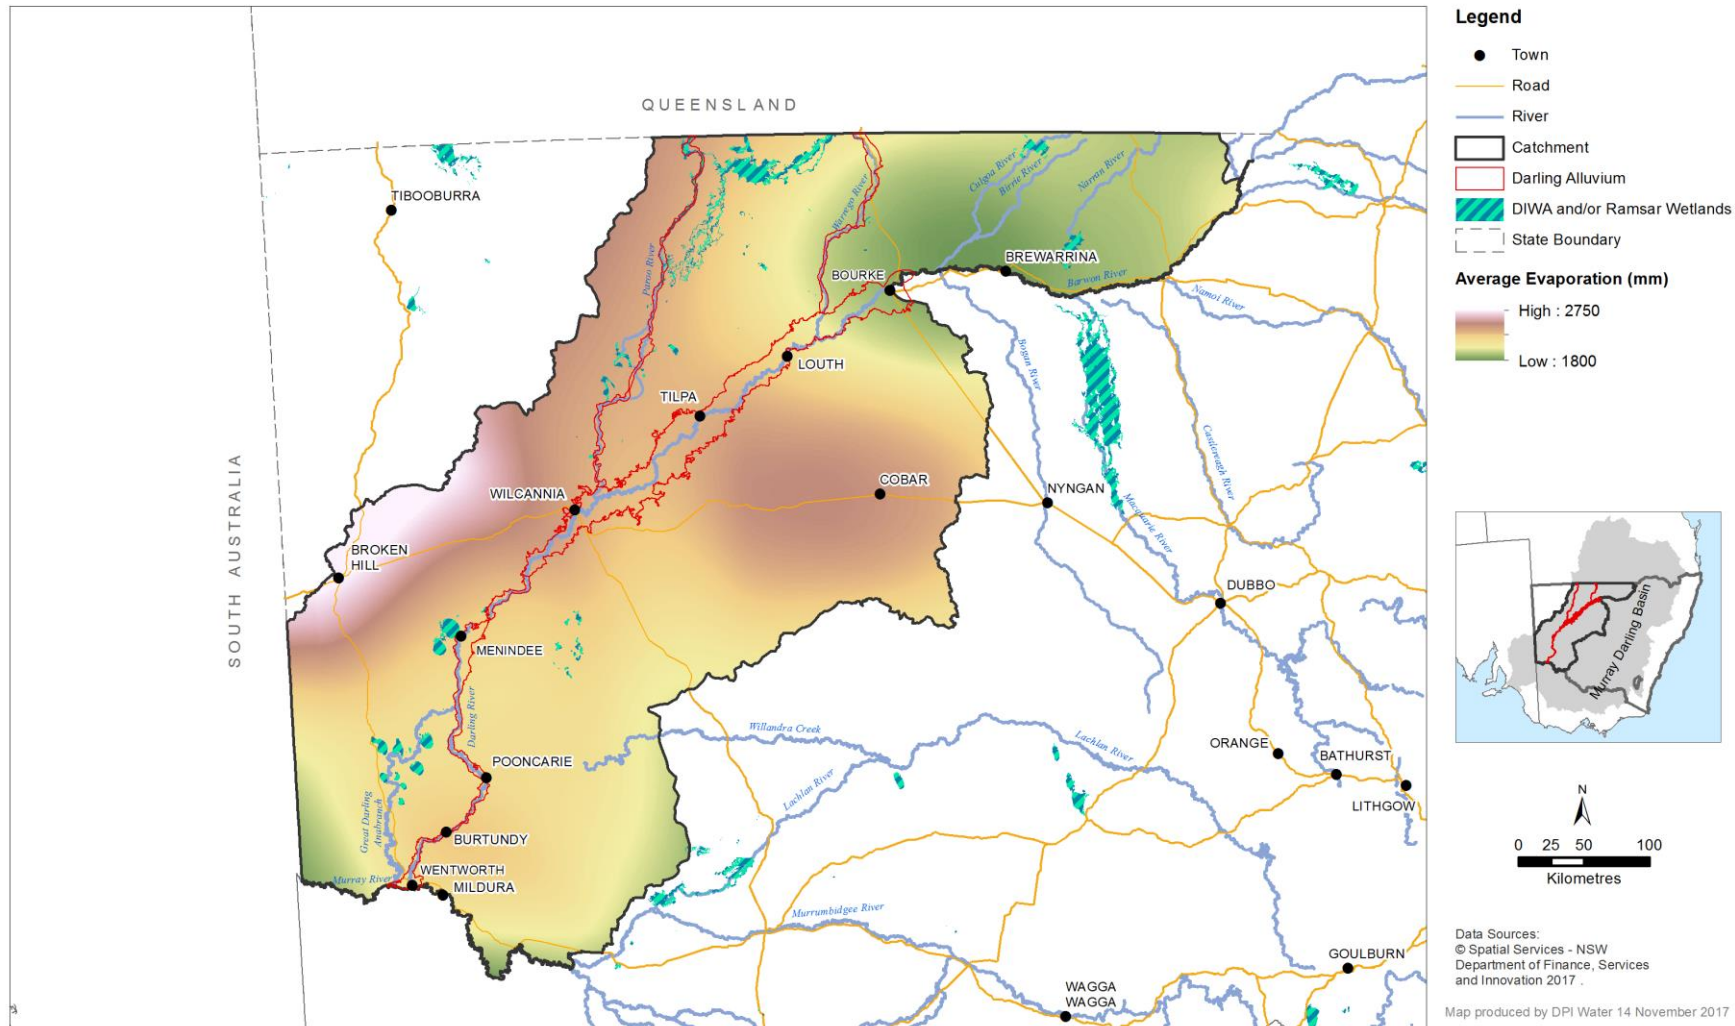 QUEENSLAND
SOUTH AUSTRALIA
TIBOOBURRA
Paroo River
Warrego River
Culgoa River
Birrie River
Narran River
BREWARRINA
BOURKE
Barwon River
Namoi River
LOUTH
Bogan River
TILPA
Castlereagh River
WILCANNIA
COBAR
NYNGAN
Macquarie River
BROKEN
HILL
DUBBO
MENINDEE
Darling River
Willandra Creek
Lachlan River
ORANGE
BATHURST
POONCARIE
Lachlan River
LITHGOW
Great Darling
Anabranch
BURTUNDY
WENTWORTH
Murray River
MILDURA
Murrumbidgee River
GOULBURN
WAGGA
WAGGA
Legend
Town
Road
River
Catchment
Darling Alluvium
DIWA and/or Ramsar Wetlands
State Boundary
Average Evaporation (mm)
High : 2750
Low : 1800
Murray Darling Basin
N
0 25 50 100
Kilometres
Data Sources:
© Spatial Services - NSW
Department of Finance, Services
and Innovation 2017 .
Map produced by DPI Water 14 November 2017